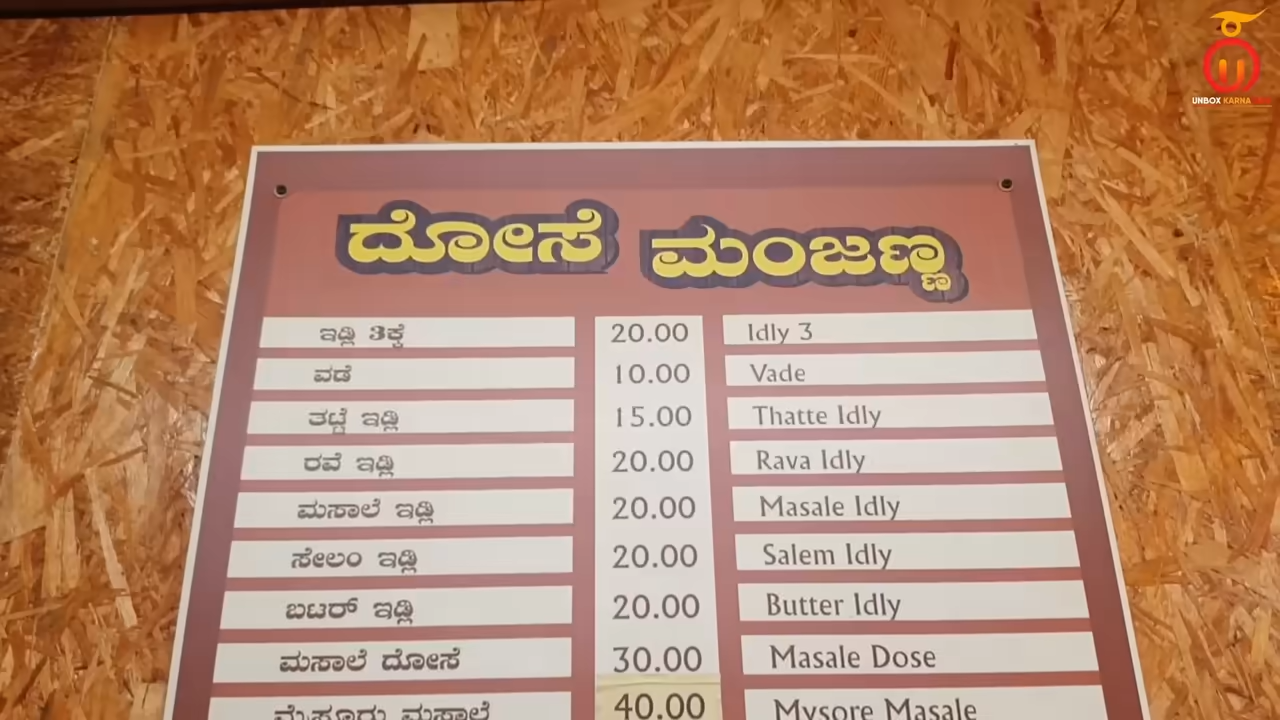 UNBOX KARNATAKA
ದೋಸೆ ಮಂಜಣ್ಣ
ಇಡ್ಲಿ 3ಕ್ಕೆ 20.00 Idly 3
ವಡೆ 10.00 Vade
ತಟ್ಟೆ ಇಡ್ಲಿ 15.00 Thatte Idly
ರವೆ ಇಡ್ಲಿ 20.00 Rava Idly
ಮಸಾಲೆ ಇಡ್ಲಿ 20.00 Masale Idly
ಸೇಲಂ ಇಡ್ಲಿ 20.00 Salem Idly
ಬಟರ್ ಇಡ್ಲಿ 20.00 Butter Idly
ಮಸಾಲೆ ದೋಸೆ 30.00 Masale Dose
ಮೈಸೂರು ಮಸಾಲೆ 40.00 Mysore Masale